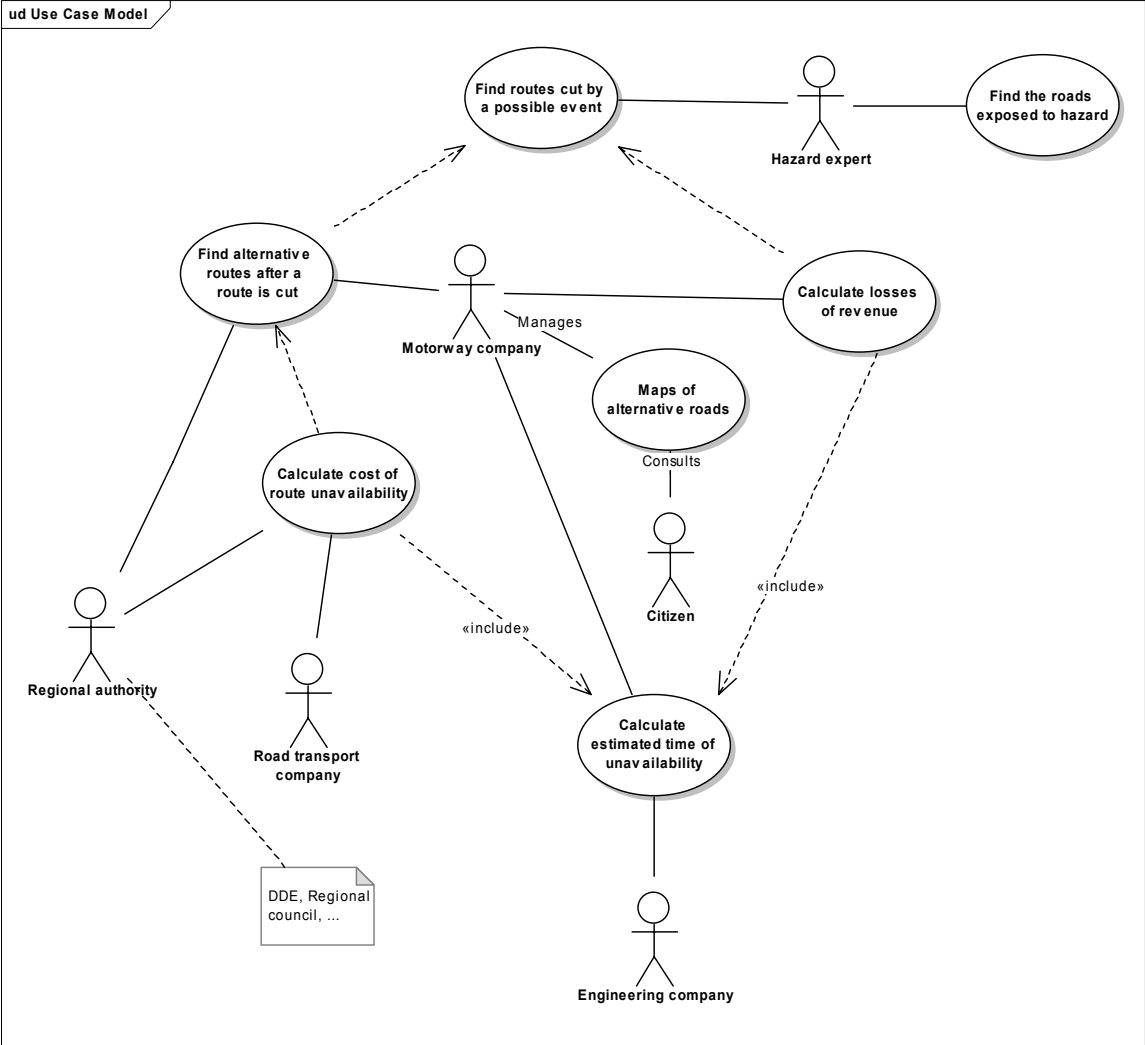 ud Use Case Model
Find routes cut by
a possible event
Find the roads
exposed to hazard
Hazard expert
Find alternative
routes after a
route is cut
Calculate losses
of revenue
Manages
Motorway company
Maps of
alternative roads
Consults
Calculate cost of
route unavailability
Citizen
«include»
«include»
Regional authority
Road transport
company
Calculate
estimated time of
unavailability
DDE, Regional
council, ...
Engineering company